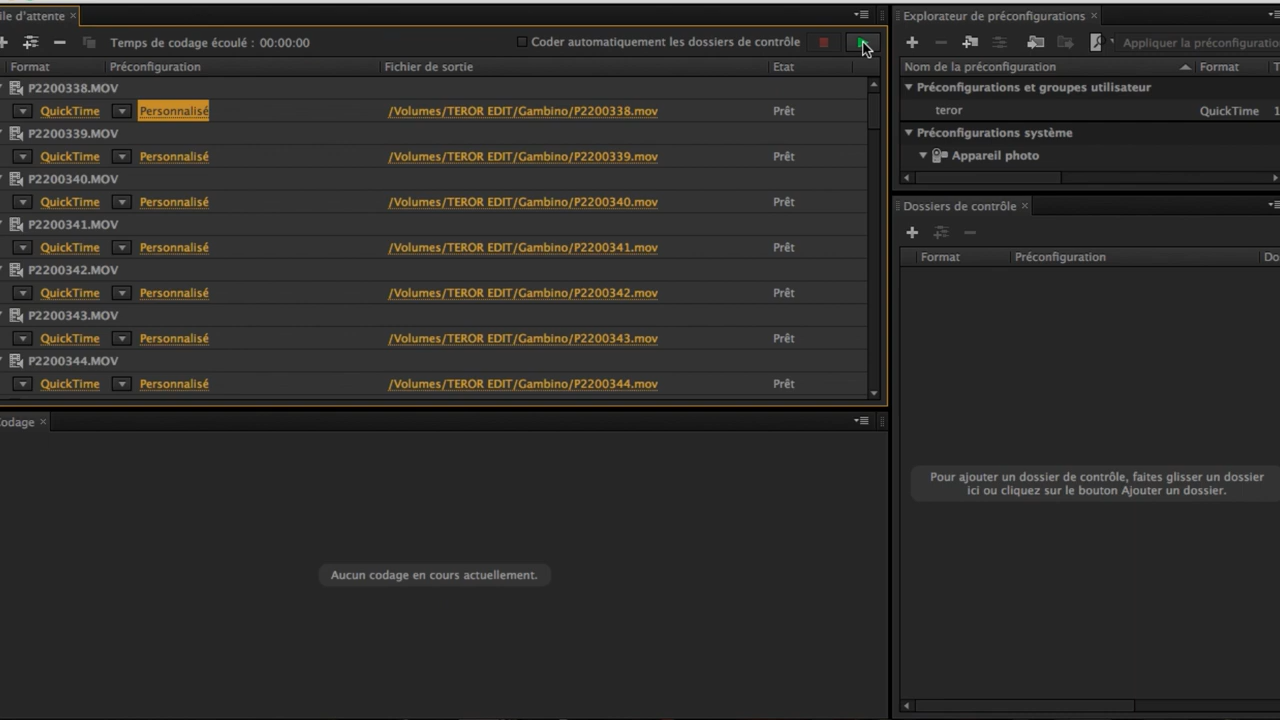 ile d'attente
Temps de codage écoulé : 00:00:00
Coder automatiquement les dossiers de contrôle
Format Préconfiguration Fichier de sortie Etat
P2200338.MOV
QuickTime Personnalisé /Volumes/TEROR EDIT/Gambino/P2200338.mov Prêt
P2200339.MOV
QuickTime Personnalisé /Volumes/TEROR EDIT/Gambino/P2200339.mov Prêt
P2200340.MOV
QuickTime Personnalisé /Volumes/TEROR EDIT/Gambino/P2200340.mov Prêt
P2200341.MOV
QuickTime Personnalisé /Volumes/TEROR EDIT/Gambino/P2200341.mov Prêt
P2200342.MOV
QuickTime Personnalisé /Volumes/TEROR EDIT/Gambino/P2200342.mov Prêt
P2200343.MOV
QuickTime Personnalisé /Volumes/TEROR EDIT/Gambino/P2200343.mov Prêt
P2200344.MOV
QuickTime Personnalisé /Volumes/TEROR EDIT/Gambino/P2200344.mov Prêt
odage
Aucun codage en cours actuellement.
Explorateur de préconfigurations
Appliquer la préconfiguratio
Nom de la préconfiguration Format T
Préconfigurations et groupes utilisateur
teror QuickTime 1
Préconfigurations système
Appareil photo
Dossiers de contrôle
Format Préconfiguration Do
Pour ajouter un dossier de contrôle, faites glisser un dossier
ici ou cliquez sur le bouton Ajouter un dossier.